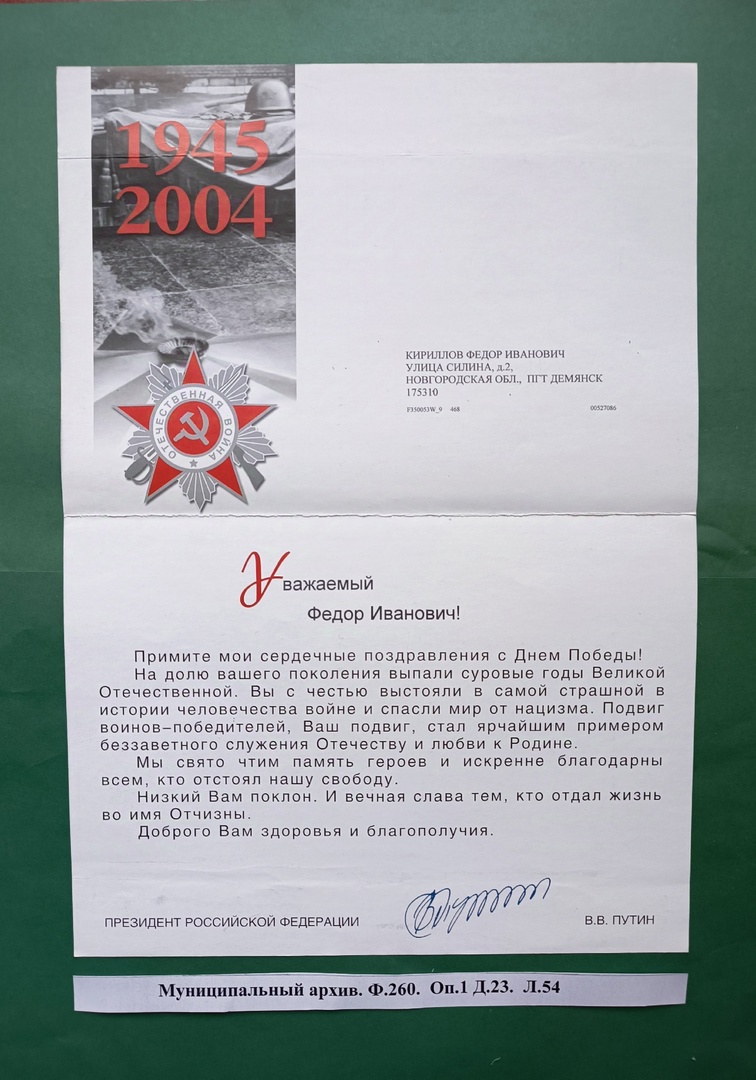 1945
2004
ОТЕЧЕСТВЕННАЯ ВОЙНА
КИРИЛЛОВ ФЕДОР ИВАНОВИЧ
УЛИЦА СИЛИНА, д.2,
НОВГОРОДСКАЯ ОБЛ., ПГТ ДЕМЯНСК
175310
F350053W_9 468 00527086
Уважаемый
Федор Иванович!
Примите мои сердечные поздравления с Днем Победы!
На долю вашего поколения выпали суровые годы Великой
Отечественной. Вы с честью выстояли в самой страшной в
истории человечества войне и спасли мир от нацизма. Подвиг
воинов–победителей, Ваш подвиг, стал ярчайшим примером
беззаветного служения Отечеству и любви к Родине.
Мы свято чтим память героев и искренне благодарны
всем, кто отстоял нашу свободу.
Низкий Вам поклон. И вечная слава тем, кто отдал жизнь
во имя Отчизны.
Доброго Вам здоровья и благополучия.
ПРЕЗИДЕНТ РОССИЙСКОЙ ФЕДЕРАЦИИ В.В. ПУТИН
Муниципальный архив. Ф.260. Оп.1 Д.23. Л.54